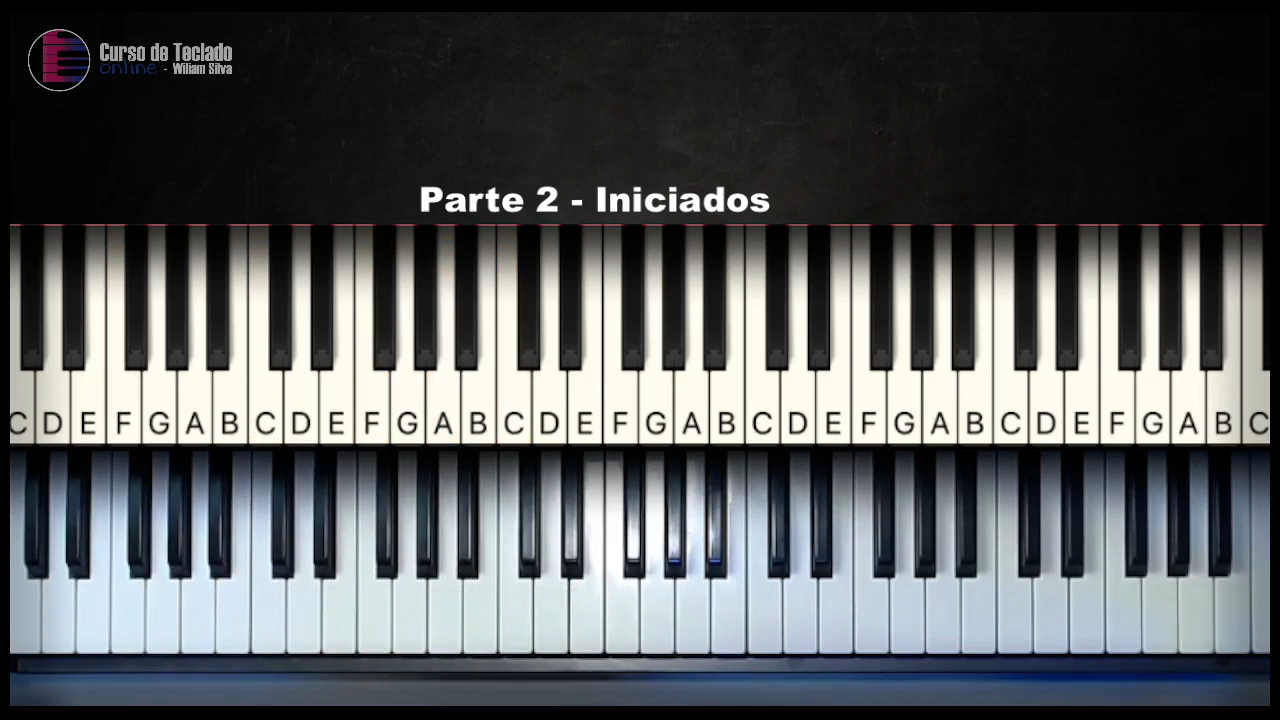 Curso de Teclado
online - Wiliam Silva
Parte 2 - Iniciados
C D E F G A B C D E F G A B C D E F G A B C D E F G A B C D E F G A B C